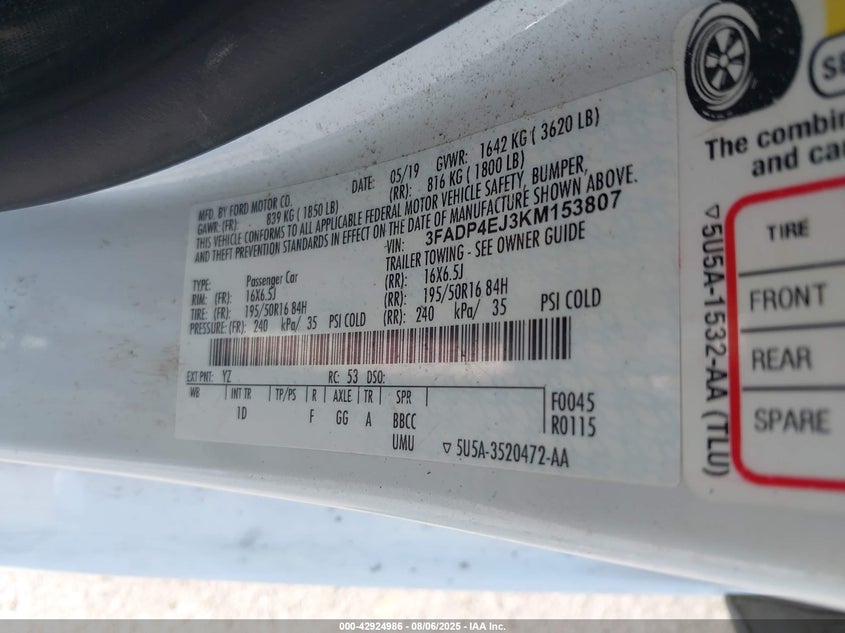 MFD. BY FORD MOTOR CO.
DATE: 05/19 GVWR: 1642 KG ( 3620 LB)
GAWR: (FR): 839 KG ( 1850 LB) (RR): 816 KG ( 1800 LB)
THIS VEHICLE CONFORMS TO ALL APPLICABLE FEDERAL MOTOR VEHICLE SAFETY, BUMPER,
AND THEFT PREVENTION STANDARDS IN EFFECT ON THE DATE OF MANUFACTURE SHOWN ABOVE.
VIN: 3FADP4EJ3KM153807
TRAILER TOWING - SEE OWNER GUIDE
TYPE: Passenger Car
RIM: (FR): 16X6.5J (RR): 16X6.5J
TIRE: (FR): 195/50R16 84H (RR): 195/50R16 84H
PRESSURE: (FR): 240 kPa/ 35 PSI COLD (RR): 240 kPa/ 35 PSI COLD
EXT PNT: YZ RC: 53 DSO:
WB INT TR TP/PS R AXLE TR SPR
1D F GG A BBCC
UMU
F0045
R0115
▽ 5U5A-3520472-AA
The combin
and ca
TIRE
FRONT
REAR
SPARE
▽5U5A-1532-AA (TLU)
000-42924986 - 08/06/2025 - IAA Inc.